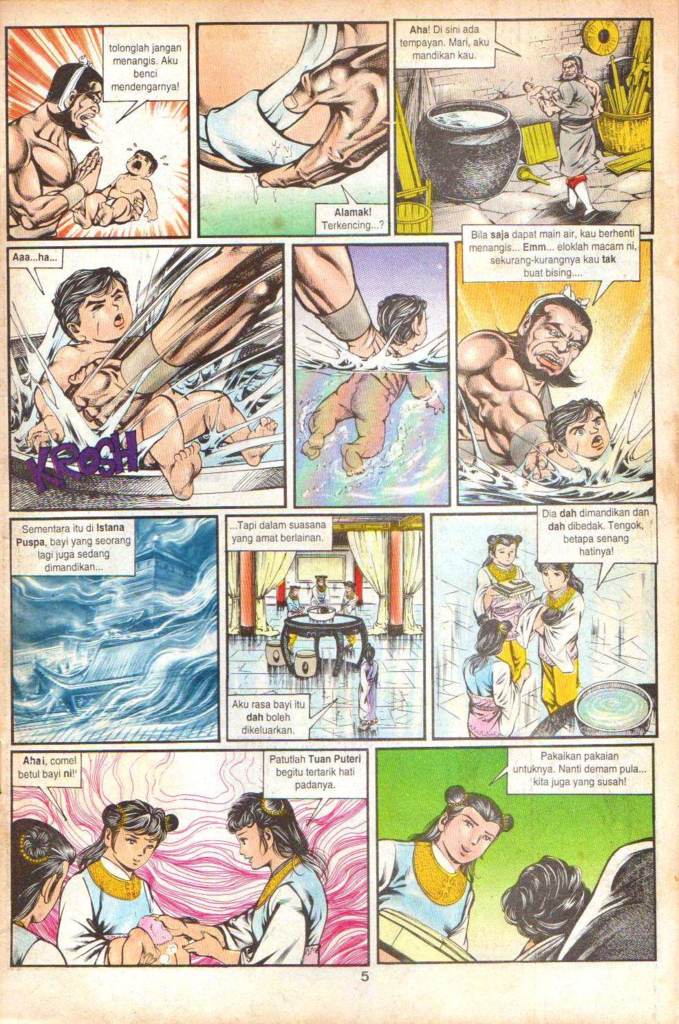 tolonglah jangan
menangis. Aku
benci
mendengarnya!
Alamak!
Terkencing...?
Aha! Di sini ada
tempayan. Mari, aku
mandikan kau.
Aaa...ha...
KROSH
Bila saja dapat main air, kau berhenti
menangis... Emm... eloklah macam ni,
sekurang-kurangnya kau tak
buat bising....
Sementara itu di Istana
Puspa, bayi yang seorang
lagi juga sedang
dimandikan...
...Tapi dalam suasana
yang amat berlainan.
Aku rasa bayi itu
dah boleh
dikeluarkan.
Dia dah dimandikan dan
dah dibedak. Tengok,
betapa senang
hatinya!
Ahai, comel
betul bayi ni!
Patutlah Tuan Puteri
begitu tertarik hati
padanya.
Pakaikan pakaian
untuknya. Nanti demam pula...
kita juga yang susah!
5